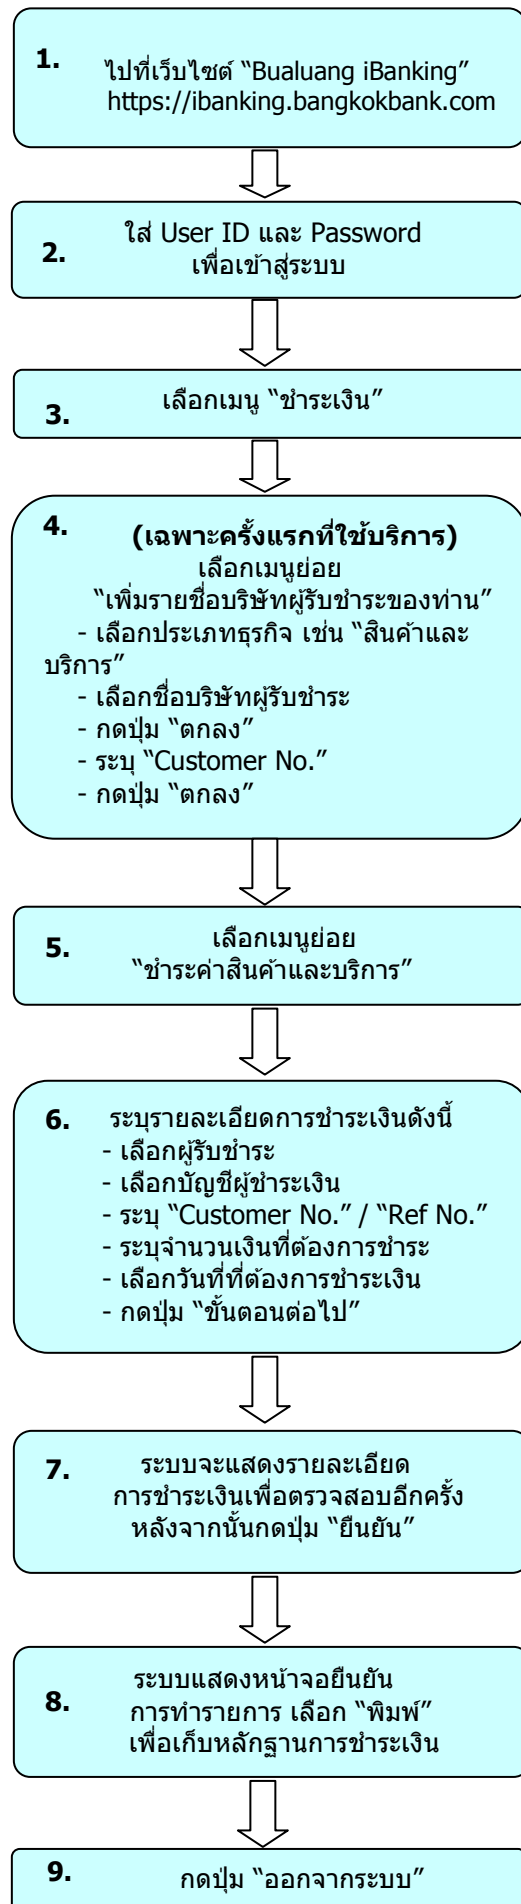 1. ไปที่เว็บไซต์ “Bualuang iBanking”
https://ibanking.bangkokbank.com
2. ใส่ User ID และ Password
เพื่อเข้าสู่ระบบ
3. เลือกเมนู “ชำระเงิน”
4. (เฉพาะครั้งแรกที่ใช้บริการ)
เลือกเมนูย่อย
“เพิ่มรายชื่อบริษัทผู้รับชำระของท่าน”
- เลือกประเภทธุรกิจ เช่น “สินค้าและ
บริการ”
- เลือกชื่อบริษัทผู้รับชำระ
- กดปุ่ม “ตกลง”
- ระบุ “Customer No.”
- กดปุ่ม “ตกลง”
5. เลือกเมนูย่อย
“ชำระค่าสินค้าและบริการ”
6. ระบุรายละเอียดการชำระเงินดังนี้
- เลือกผู้รับชำระ
- เลือกบัญชีผู้ชำระเงิน
- ระบุ “Customer No.” / “Ref No.”
- ระบุจำนวนเงินที่ต้องการชำระ
- เลือกวันที่ที่ต้องการชำระเงิน
- กดปุ่ม “ขั้นตอนต่อไป”
7. ระบบจะแสดงรายละเอียด
การชำระเงินเพื่อตรวจสอบอีกครั้ง
หลังจากนั้นกดปุ่ม “ยืนยัน”
8. ระบบแสดงหน้าจอยืนยัน
การทำรายการ เลือก “พิมพ์”
เพื่อเก็บหลักฐานการชำระเงิน
9. กดปุ่ม “ออกจากระบบ”